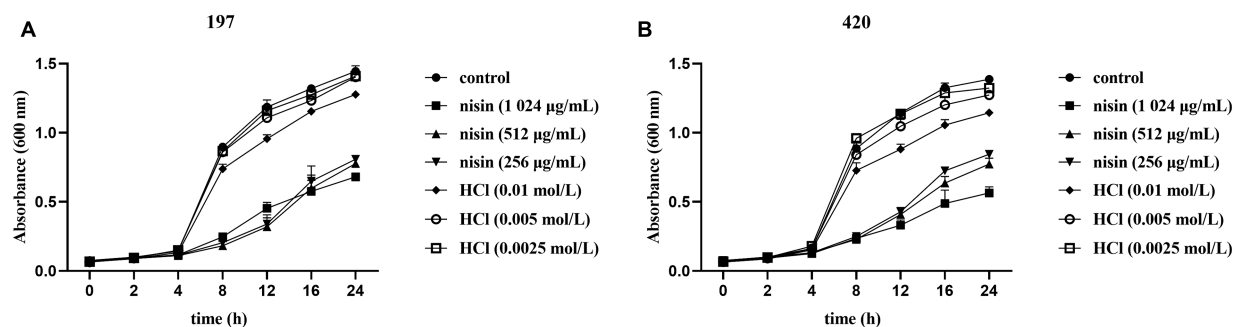 A
197
Absorbance (600 nm)
1.5
1.0
0.5
0.0
0 2 4 8 12 16 24
time (h)
control
nisin (1 024 μg/mL)
nisin (512 μg/mL)
nisin (256 μg/mL)
HCl (0.01 mol/L)
HCl (0.005 mol/L)
HCl (0.0025 mol/L)
B
420
Absorbance (600 nm)
1.5
1.0
0.5
0.0
0 2 4 8 12 16 24
time (h)
control
nisin (1 024 μg/mL)
nisin (512 μg/mL)
nisin (256 μg/mL)
HCl (0.01 mol/L)
HCl (0.005 mol/L)
HCl (0.0025 mol/L)